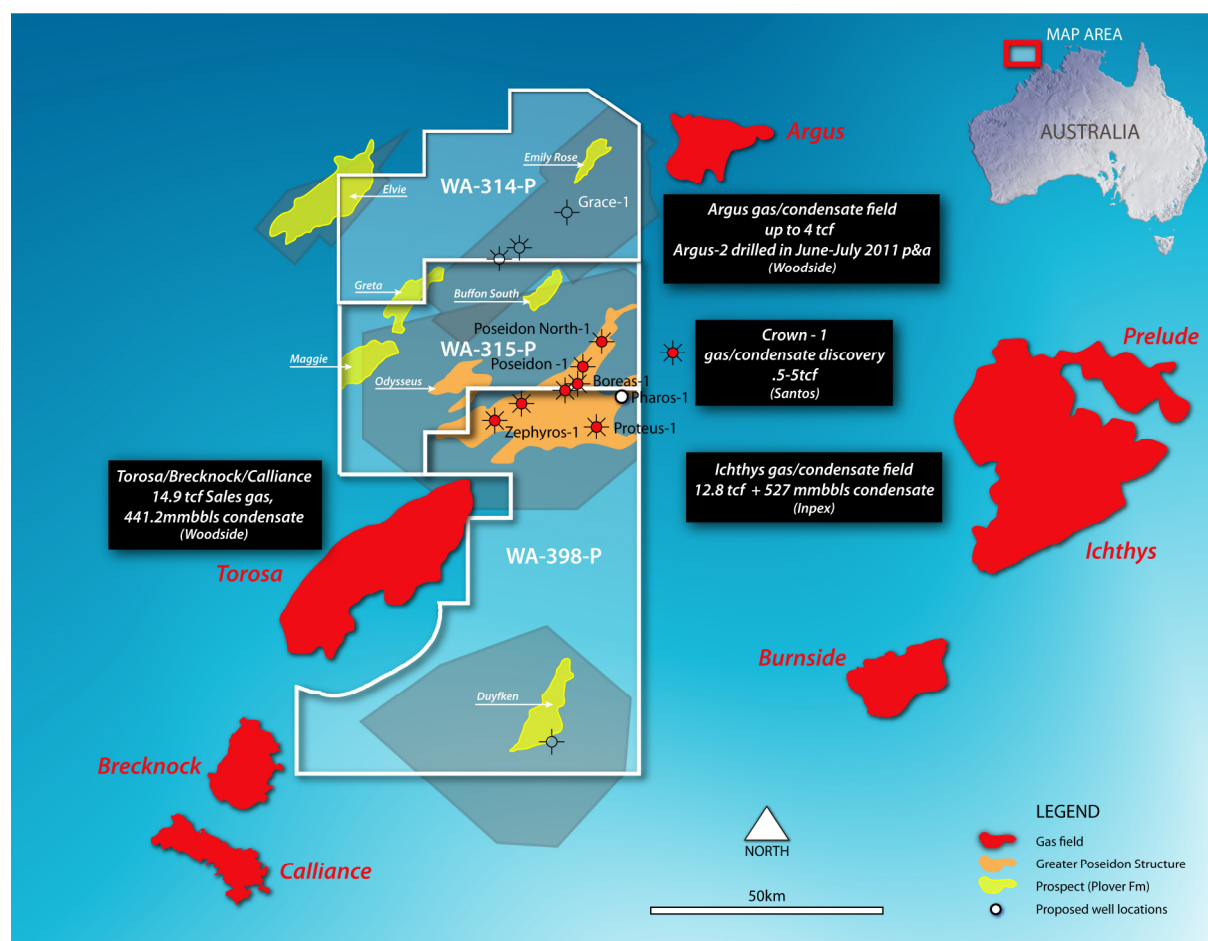 MAP AREA
AUSTRALIA
Argus
Emily Rose
WA-314-P
Elvie
Grace-1
Argus gas/condensate field
up to 4 tcf
Argus-2 drilled in June-July 2011 p&a
(Woodside)
Greta
Buffon South
Poseidon North-1
WA-315-P
Maggie
Poseidon -1
Odysseus
Boreas-1
Pharos-1
Zephyros-1
Proteus-1
Crown - 1
gas/condensate discovery
.5-5tcf
(Santos)
Prelude
Torosa/Brecknock/Calliance
14.9 tcf Sales gas,
441.2mmbbls condensate
(Woodside)
Ichthys gas/condensate field
12.8 tcf + 527 mmbbls condensate
(Inpex)
Ichthys
WA-398-P
Torosa
Burnside
Duyfken
Brecknock
Calliance
NORTH
50km
LEGEND
Gas field
Greater Poseidon Structure
Prospect (Plover Fm)
Proposed well locations